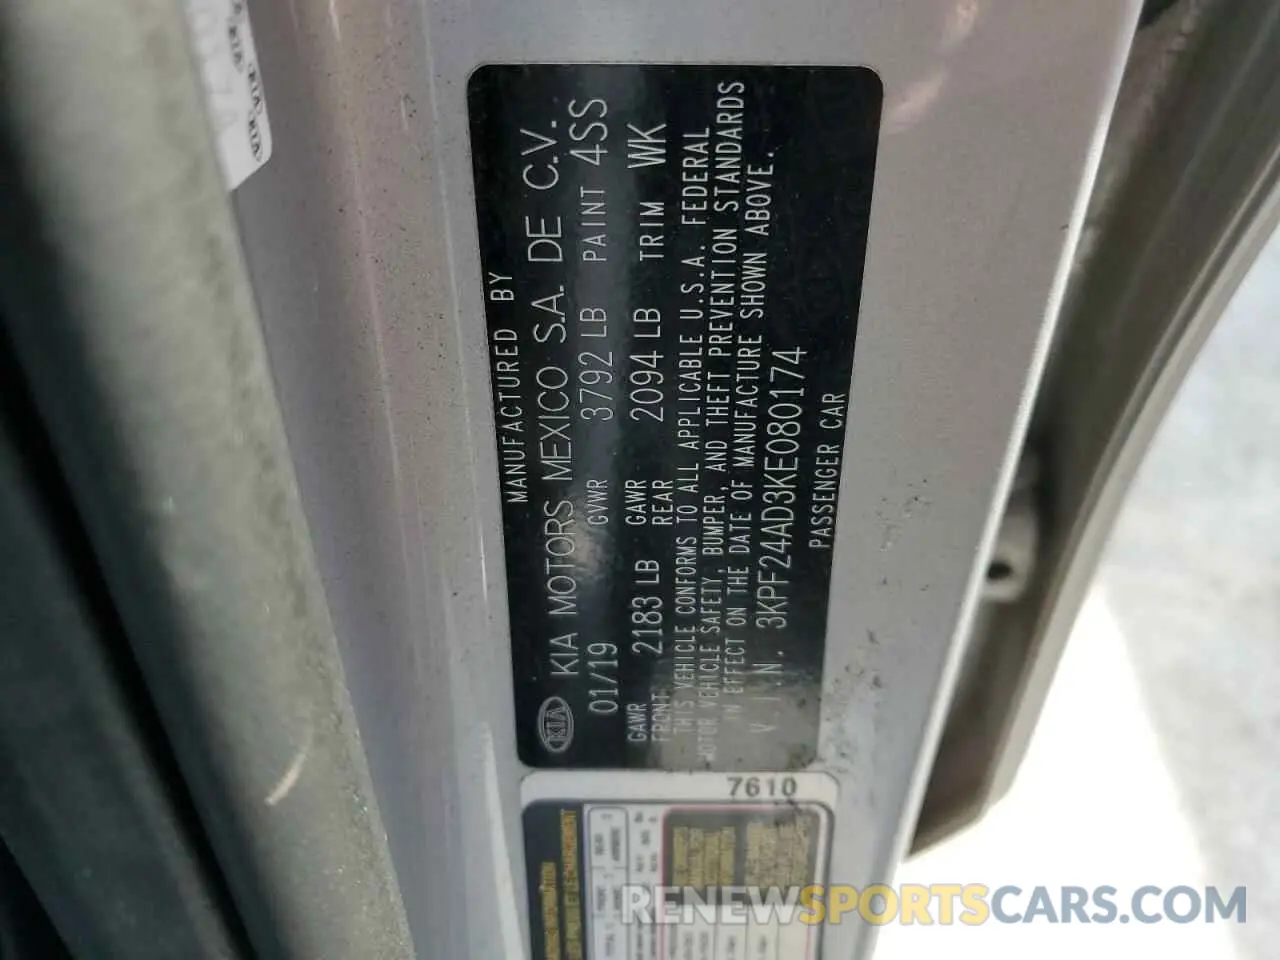 MANUFACTURED BY
KIA KIA MOTORS MEXICO S.A. DE C.V.
01/19 GVWR 3792 LB PAINT 4SS
GAWR FRONT 2183 LB GAWR REAR 2094 LB TRIM WK
THIS VEHICLE CONFORMS TO ALL APPLICABLE U.S.A. FEDERAL
MOTOR VEHICLE SAFETY, BUMPER, AND THEFT PREVENTION STANDARDS
IN EFFECT ON THE DATE OF MANUFACTURE SHOWN ABOVE.
V.I.N. 3KPF24AD3KE080174
PASSENGER CAR
7610
RENEWSPORTSCARS.COM